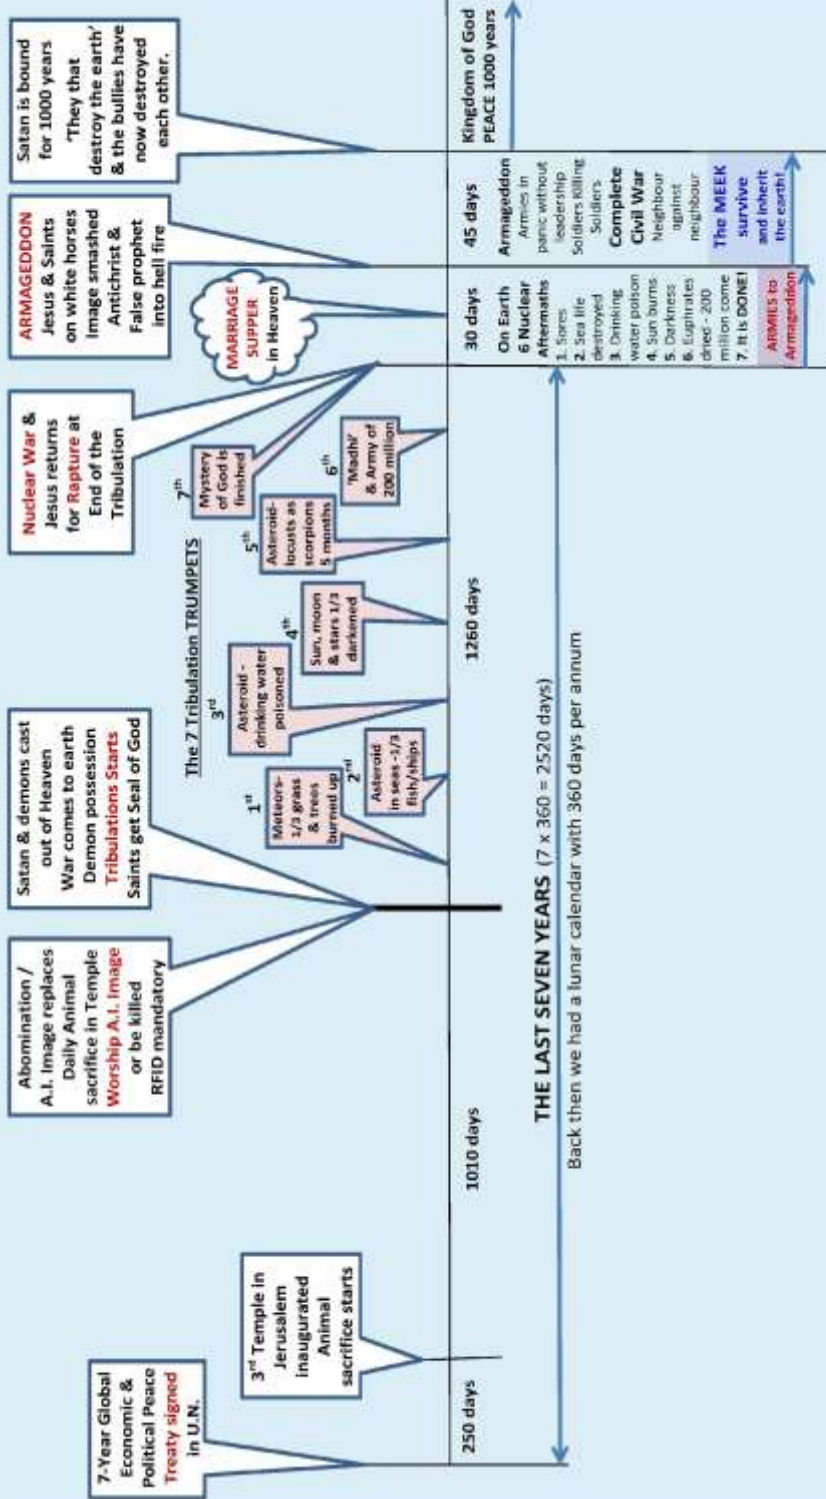 7-Year Global
Economic &
Political Peace
Treaty signed
in U.N.
3rd Temple in
Jerusalem
inaugurated
Animal
sacrifice starts
Abomination /
A.I. Image replaces
Daily Animal
sacrifice in Temple
Worship A.I. Image
or be killed
RFID mandatory
Satan & demons cast
out of Heaven
War comes to earth
Demon possession
Tribulations Starts
Saints get Seal of God
Nuclear War &
Jesus returns
for Rapture at
End of the
Tribulation
ARMAGEDDON
Jesus & Saints
on white horses
Image smashed
Antichrist &
False prophet
into hell fire
Satan is bound
for 1000 years
'They that
destroy the earth'
& the bullies have
now destroyed
each other.
MARRIAGE
SUPPER
in Heaven
The 7 Tribulation TRUMPETS
1st
Meteors-
1/3 grass
& trees
burned up
2nd
Asteroid
in seas -1/3
fish/ships
3rd
Asteroid -
drinking water
poisoned
4th
Sun, moon
& stars 1/3
darkened
5th
Asteroid-
locusts as
scorpions
5 months
6th
'Madhi'
& Army of
200 million
7th
Mystery
of God is
finished
250 days
1010 days
1260 days
30 days
On Earth
6 Nuclear
Aftermaths
1. Sores
2. Sea life
destroyed
3. Drinking
water poison
4. Sun burns
5. Darkness
6. Euphrates
dried - 200
million come
7. It is DONE!
ARMIES to
Armageddon
45 days
Armageddon
Armies in
panic without
leadership
Soldiers Killing
Soldiers
Complete
Civil War
Neighbour
against
neighbour
The MEEK
survive
and inherit
the earth!
Kingdom of God
PEACE 1000 years
THE LAST SEVEN YEARS (7 x 360 = 2520 days)
Back then we had a lunar calendar with 360 days per annum